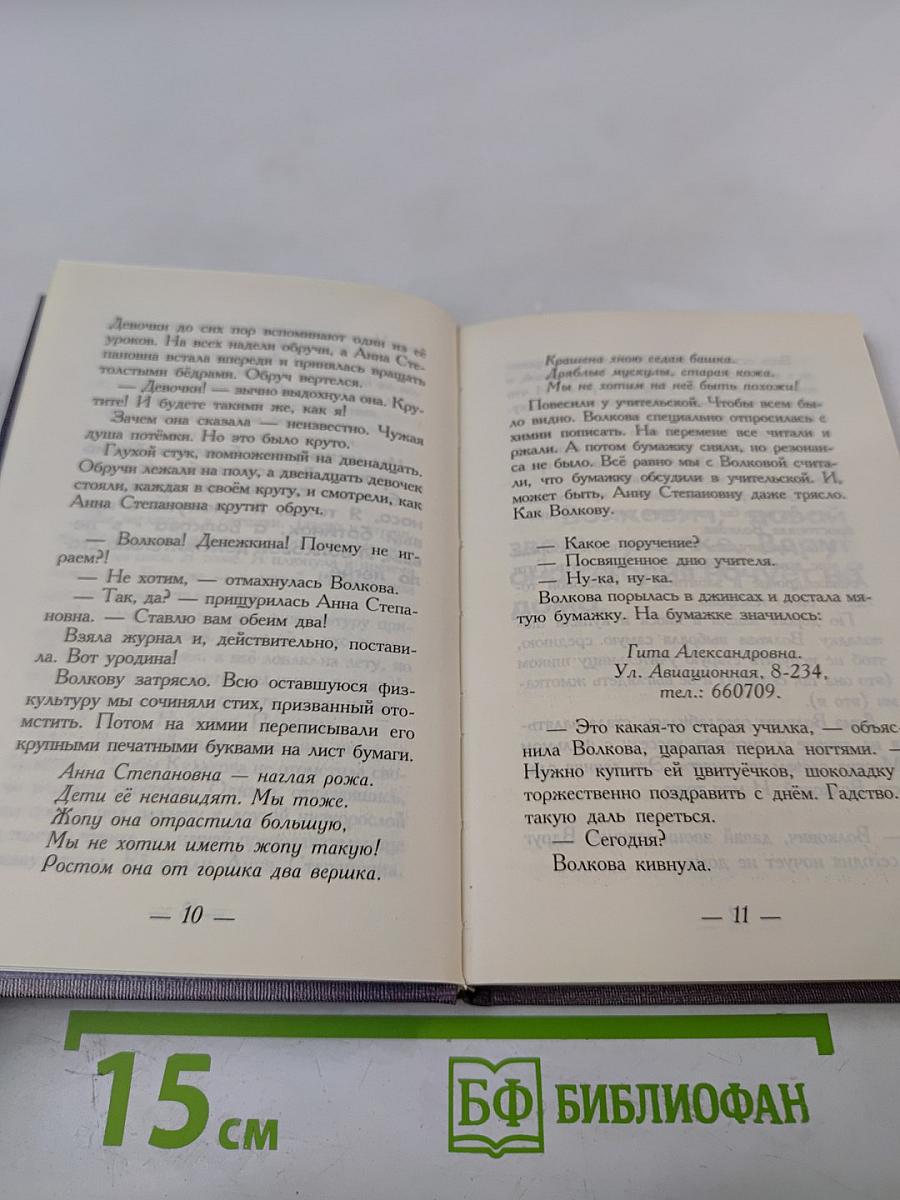 Девочки до сих пор вспоминают один из её
уроков. На всех надели обручи, а Анна Сте-
пановна встала впереди и принялась вращать
толстыми бёдрами. Обруч вертелся.
— Девочки! — зычно выдохнула она. Кру-
тите! И будете такими же, как я!
Зачем она сказала — неизвестно. Чужая
душа потёмки. Но это было круто.
Глухой стук, помноженный на двенадцать.
Обручи лежали на полу, а двенадцать девочек
стояли, каждая в своём кругу, и смотрели, как
Анна Степановна крутит обруч.
— Волкова! Денежкина! Почему не иг-
раем?!
— Не хотим, — отмахнулась Волкова.
— Так, да? — прищурилась Анна Степа-
новна. — Ставлю вам обеим два!
Взяла журнал и, действительно, постави-
ла. Вот уродина!
Волкову затрясло. Всю оставшуюся физ-
культуру мы сочиняли стих, призванный ото-
мстить. Потом на химии переписывали его
крупными печатными буквами на лист бумаги.
Анна Степановна — наглая рожа.
Дети её ненавидят. Мы тоже.
Жопу она отрастила большую,
Мы не хотим иметь жопу такую!
Ростом она от горшка два вершка.
— 10 —
Крашена хною седая башка.
Дряблые мускулы, старая кожа.
Мы не хотим на неё быть похожи!
Повесили у учительской. Чтобы всем бы-
ло видно. Волкова специально отпросилась с
химии пописать. На перемене все читали и
ржали. А потом бумажку сняли, но резонан-
са не было. Всё равно мы с Волковой счита-
ли, что бумажку обсудили в учительской. И,
может быть, Анну Степановну даже трясло.
Как Волкову.
— Какое поручение?
— Посвященное дню учителя.
— Ну-ка, ну-ка.
Волкова порылась в джинсах и достала мя-
тую бумажку. На бумажке значилось:
Гита Александровна.
Ул. Авиационная, 8-234,
тел.: 660709.
— Это какая-то старая училка, — объяс-
нила Волкова, царапая перила ногтями. —
Нужно купить ей цвитуёчков, шоколадку
торжественно поздравить с днём. Гадство.
такую даль переться.
— Сегодня?
Волкова кивнула.
— 11 —
15 см
БФ БИБЛИОФАН